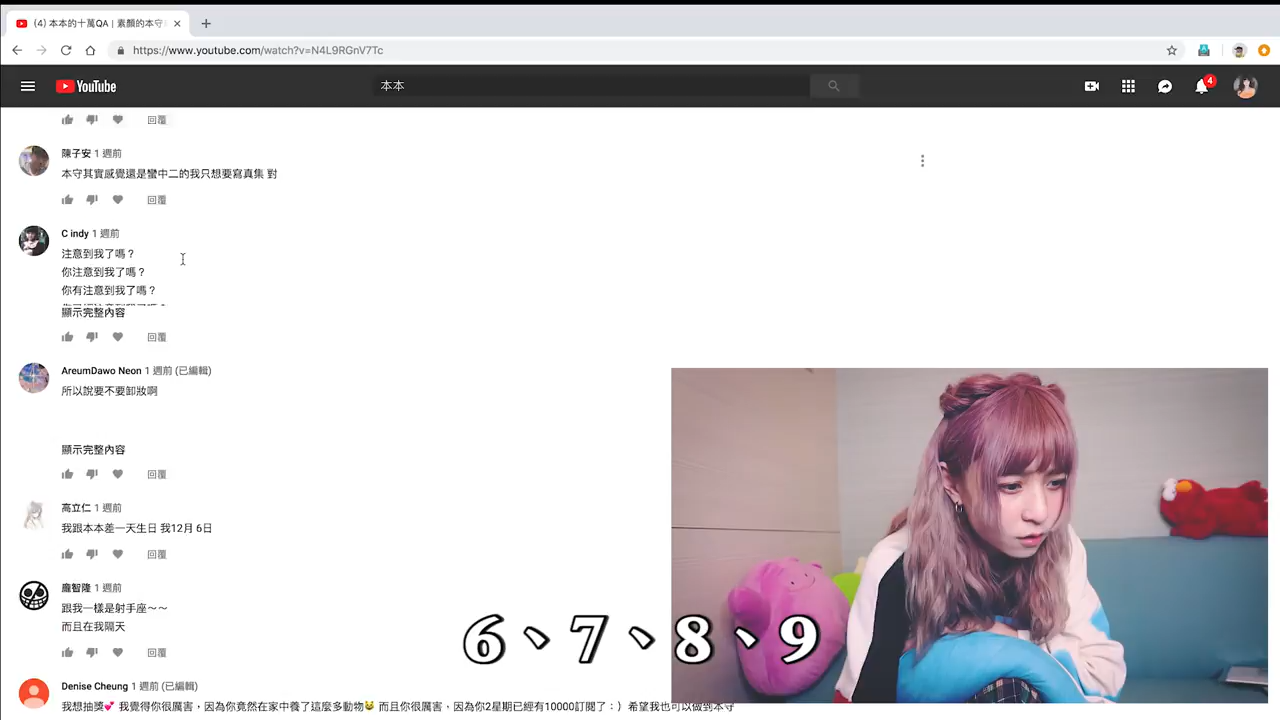 (4) 本本的十萬QA | 素顏的本守
https://www.youtube.com/watch?v=N4L9RGnV7Tc
YouTube
本本
4
回覆
陳子安 1 週前
本守其實感覺還是蠻中二的我只想要寫真集 對
回覆
C indy 1 週前
注意到我了嗎？
你注意到我了嗎？
你有注意到我了嗎？
顯示完整內容
回覆
AreumDawo Neon 1 週前 (已編輯)
所以說要不要卸妝啊
顯示完整內容
回覆
高立仁 1 週前
我跟本本差一天生日 我12月 6日
回覆
龐智隆 1 週前
跟我一樣是射手座～～
而且在我隔天
回覆
6、7、8、9
Denise Cheung 1 週前 (已編輯)
我想抽獎💕 我覺得你很厲害，因為你竟然在家中養了這麼多動物😸 而且你很厲害，因為你2星期已經有10000訂閱了：）希望我也可以做到本守